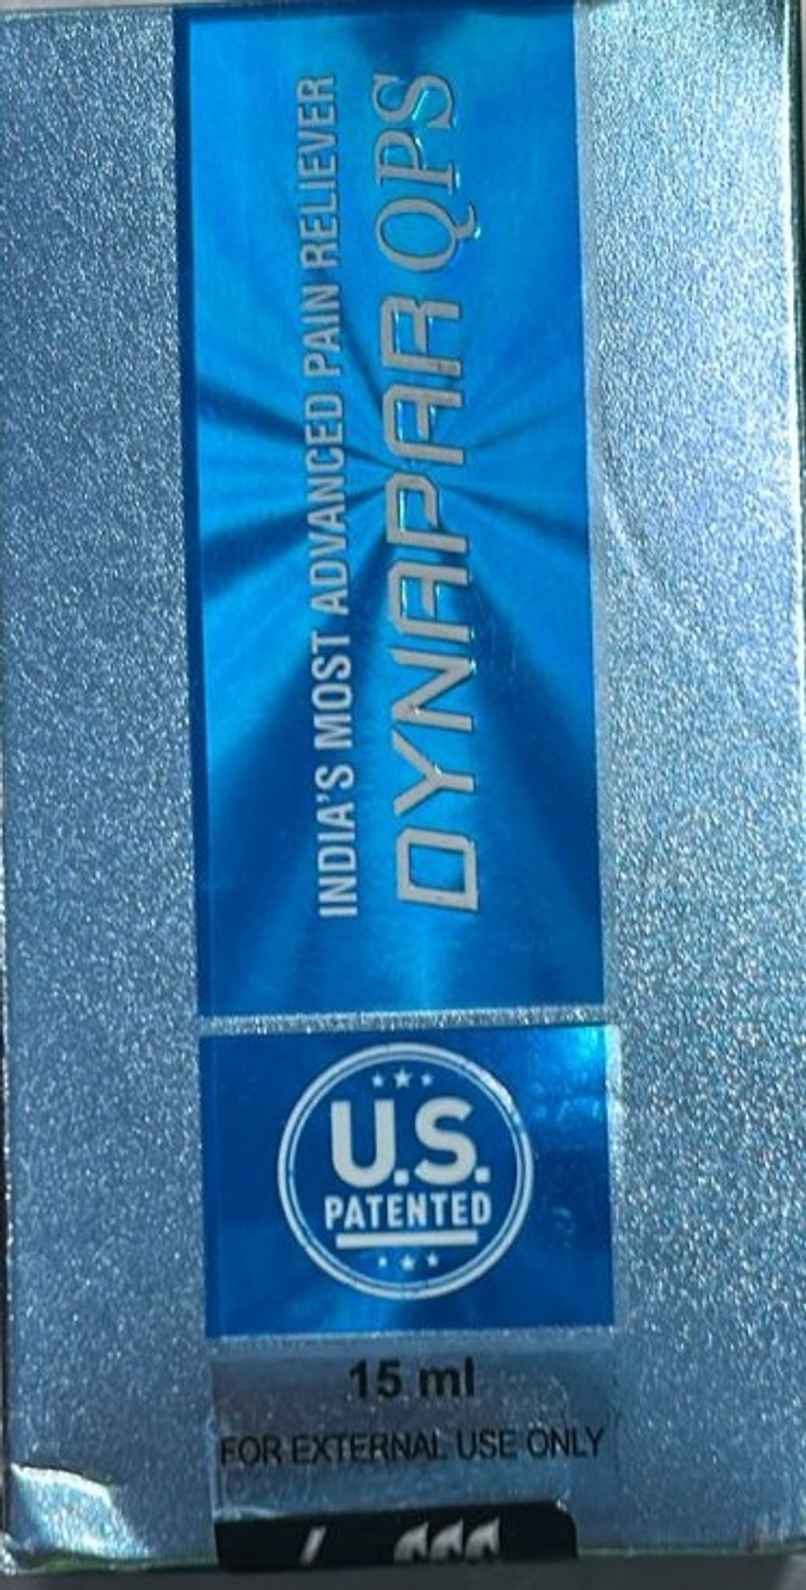 INDIA'S MOST ADVANCED PAIN RELIEVER
DYNAPAR QPS
U.S.
PATENTED
15 ml
FOR EXTERNAL USE ONLY